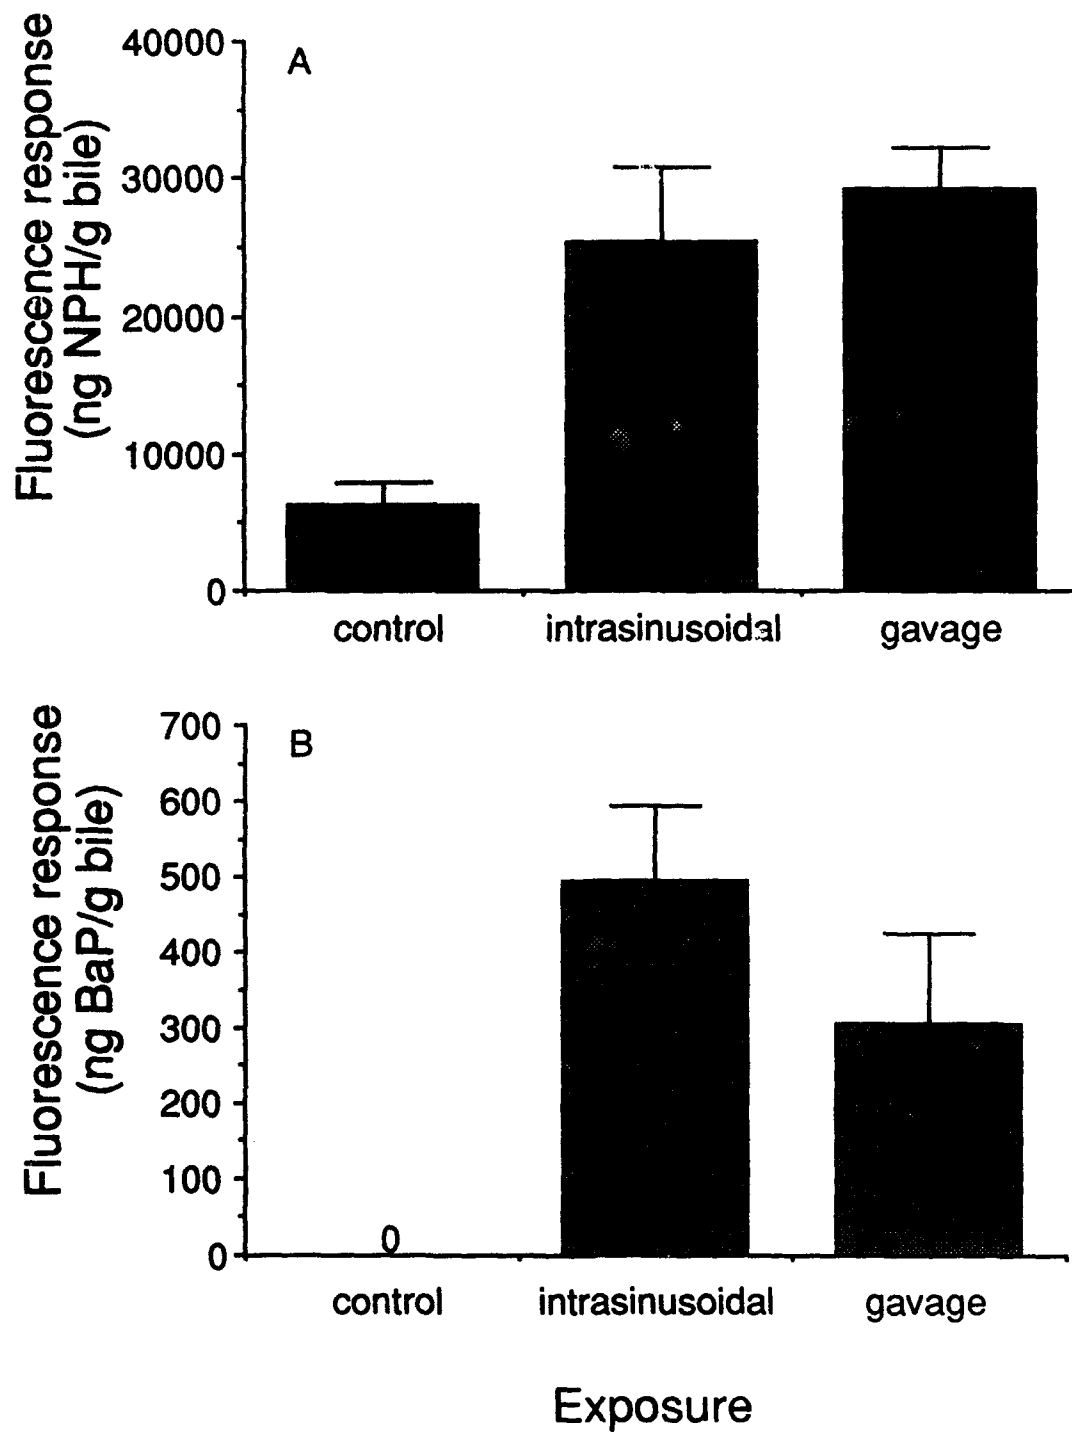 Fluorescence response
(ng NPH/g bile)
A
40000
30000
20000
10000
0
control intrasinusoidal gavage
Fluorescence response
(ng BaP/g bile)
B
700
600
500
400
300
200
100
0
0
control intrasinusoidal gavage
Exposure